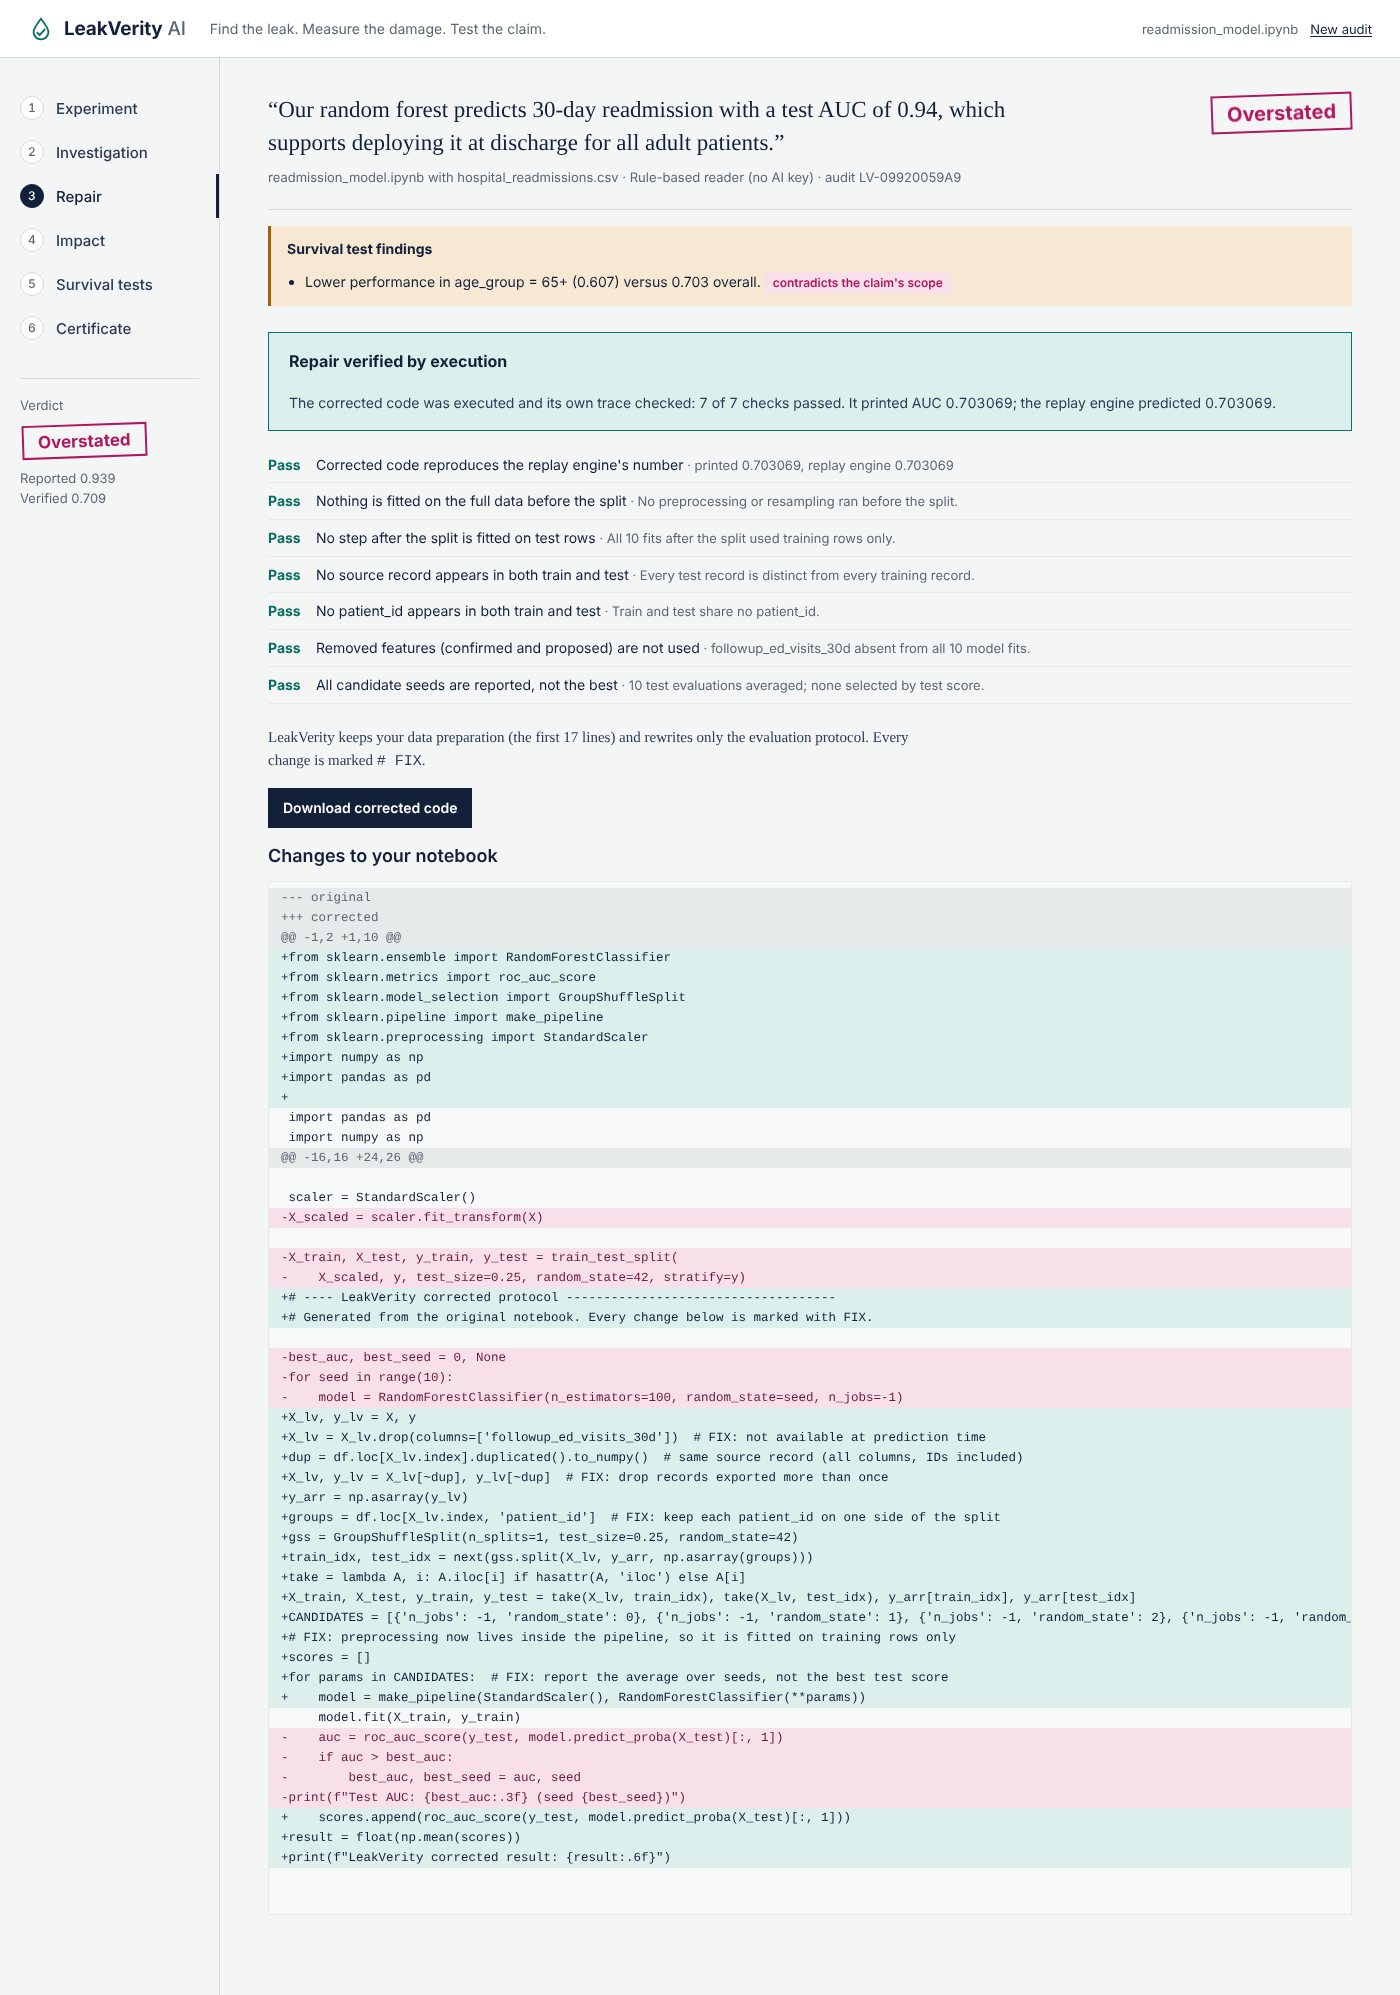 LeakVerity AI
Find the leak. Measure the damage. Test the claim.
readmission_model.ipynb
New audit
1 Experiment
2 Investigation
3 Repair
4 Impact
5 Survival tests
6 Certificate
Verdict
Overstated
Reported 0.939
Verified 0.709
“Our random forest predicts 30-day readmission with a test AUC of 0.94, which
supports deploying it at discharge for all adult patients.”
Overstated
readmission_model.ipynb with hospital_readmissions.csv · Rule-based reader (no AI key) · audit LV-09920059A9
Survival test findings
• Lower performance in age_group = 65+ (0.607) versus 0.703 overall. contradicts the claim's scope
Repair verified by execution
The corrected code was executed and its own trace checked: 7 of 7 checks passed. It printed AUC 0.703069; the replay engine predicted 0.703069.
Pass Corrected code reproduces the replay engine's number · printed 0.703069, replay engine 0.703069
Pass Nothing is fitted on the full data before the split · No preprocessing or resampling ran before the split.
Pass No step after the split is fitted on test rows · All 10 fits after the split used training rows only.
Pass No source record appears in both train and test · Every test record is distinct from every training record.
Pass No patient_id appears in both train and test · Train and test share no patient_id.
Pass Removed features (confirmed and proposed) are not used · followup_ed_visits_30d absent from all 10 model fits.
Pass All candidate seeds are reported, not the best · 10 test evaluations averaged; none selected by test score.
LeakVerity keeps your data preparation (the first 17 lines) and rewrites only the evaluation protocol. Every
change is marked # FIX.
Download corrected code
Changes to your notebook
--- original
+++ corrected
@@ -1,2 +1,10 @@
+from sklearn.ensemble import RandomForestClassifier
+from sklearn.metrics import roc_auc_score
+from sklearn.model_selection import GroupShuffleSplit
+from sklearn.pipeline import make_pipeline
+from sklearn.preprocessing import StandardScaler
+import numpy as np
+import pandas as pd
+
 import pandas as pd
 import numpy as np
@@ -16,16 +24,26 @@
 scaler = StandardScaler()
-X_scaled = scaler.fit_transform(X)
-X_train, X_test, y_train, y_test = train_test_split(
-    X_scaled, y, test_size=0.25, random_state=42, stratify=y)
+# ---- LeakVerity corrected protocol ------------------------------------
+# Generated from the original notebook. Every change below is marked with FIX.
-best_auc, best_seed = 0, None
-for seed in range(10):
-    model = RandomForestClassifier(n_estimators=100, random_state=seed, n_jobs=-1)
+X_lv, y_lv = X, y
+X_lv = X_lv.drop(columns=['followup_ed_visits_30d'])  # FIX: not available at prediction time
+dup = df.loc[X_lv.index].duplicated().to_numpy()  # same source record (all columns, IDs included)
+X_lv, y_lv = X_lv[~dup], y_lv[~dup]  # FIX: drop records exported more than once
+y_arr = np.asarray(y_lv)
+groups = df.loc[X_lv.index, 'patient_id']  # FIX: keep each patient_id on one side of the split
+gss = GroupShuffleSplit(n_splits=1, test_size=0.25, random_state=42)
+train_idx, test_idx = next(gss.split(X_lv, y_arr, np.asarray(groups)))
+take = lambda A, i: A.iloc[i] if hasattr(A, 'iloc') else A[i]
+X_train, X_test, y_train, y_test = take(X_lv, train_idx), take(X_lv, test_idx), y_arr[train_idx], y_arr[test_idx]
+CANDIDATES = [{'n_jobs': -1, 'random_state': 0}, {'n_jobs': -1, 'random_state': 1}, {'n_jobs': -1, 'random_state': 2}, {'n_jobs': -1, 'random_
+# FIX: preprocessing now lives inside the pipeline, so it is fitted on training rows only
+scores = []
+for params in CANDIDATES:  # FIX: report the average over seeds, not the best test score
+    model = make_pipeline(StandardScaler(), RandomForestClassifier(**params))
     model.fit(X_train, y_train)
-    auc = roc_auc_score(y_test, model.predict_proba(X_test)[:, 1])
-    if auc > best_auc:
-        best_auc, best_seed = auc, seed
-print(f"Test AUC: {best_auc:.3f} (seed {best_seed})")
+    scores.append(roc_auc_score(y_test, model.predict_proba(X_test)[:, 1]))
+result = float(np.mean(scores))
+print(f"LeakVerity corrected result: {result:.6f}")